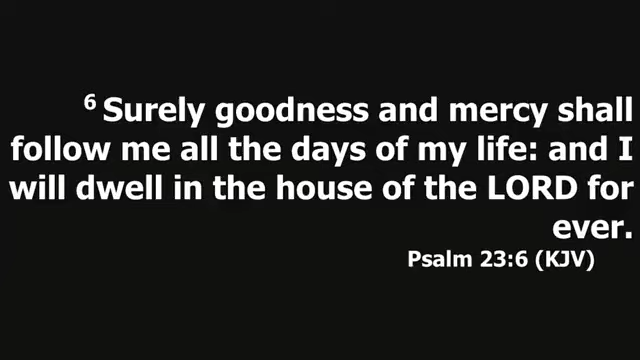 6 Surely goodness and mercy shall
follow me all the days of my life: and I
will dwell in the house of the LORD for
ever.
Psalm 23:6 (KJV)